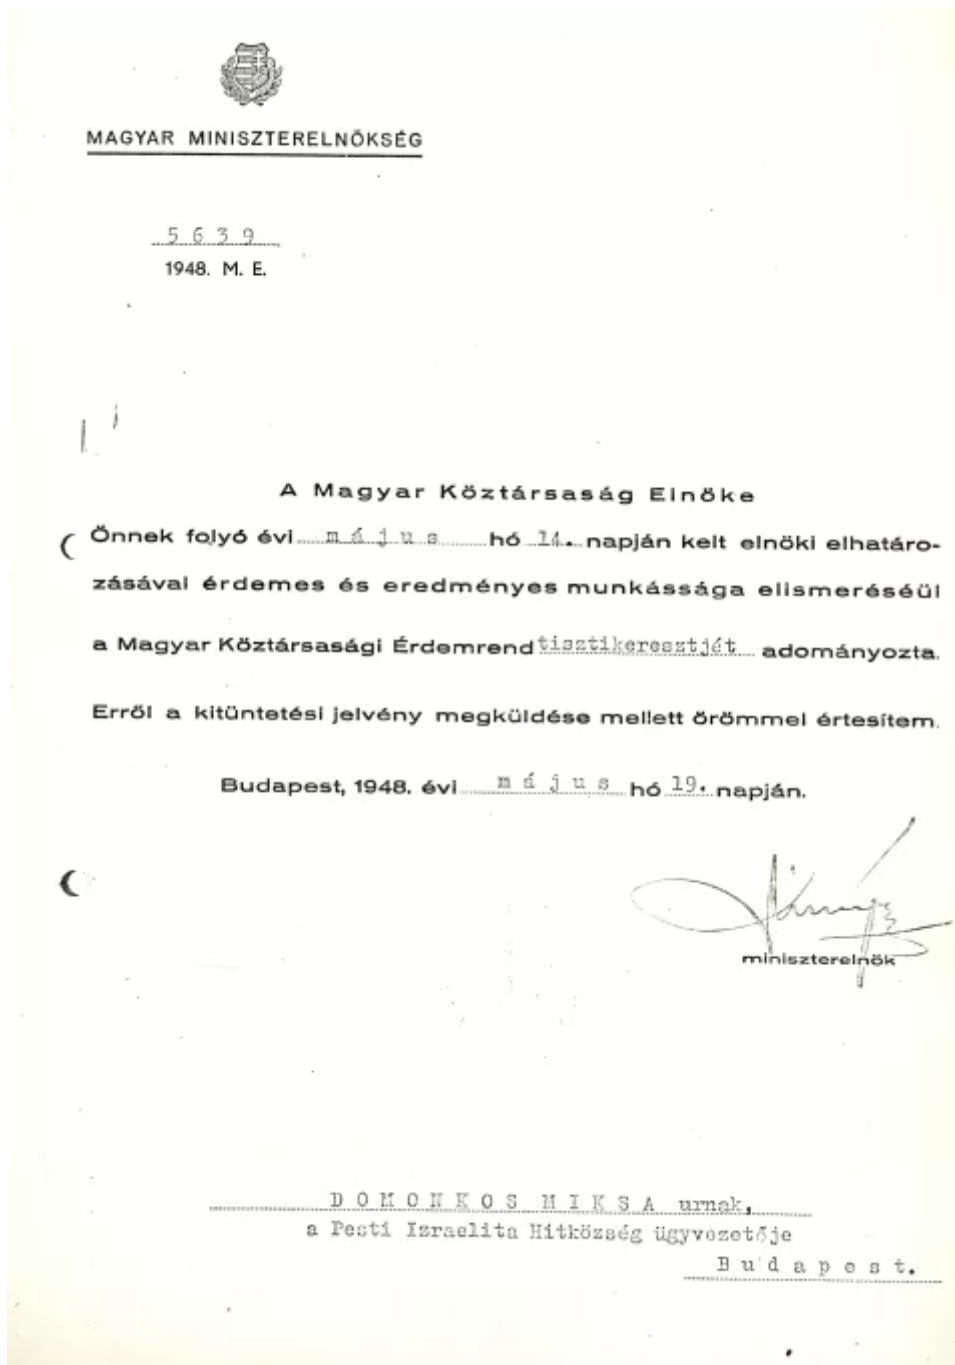 MAGYAR MINISZTERELNÖKSÉG
5639
1948. M. E.
A Magyar Köztársaság Elnöke
Önnek folyó évi május hó 14. napján kelt elnöki elhatáro-
zásával érdemes és eredményes munkássága elismeréséül
a Magyar Köztársasági Érdemrend tisztikeresztjét adományozta.
Erről a kitüntetési jelvény megküldése mellett örömmel értesítem.
Budapest, 1948. évi május hó 19. napján.
miniszterelnök
DOMONKOS MIKSA urnak,
a Pesti Izraelita Hitközség ügyvezetője
Budapest.